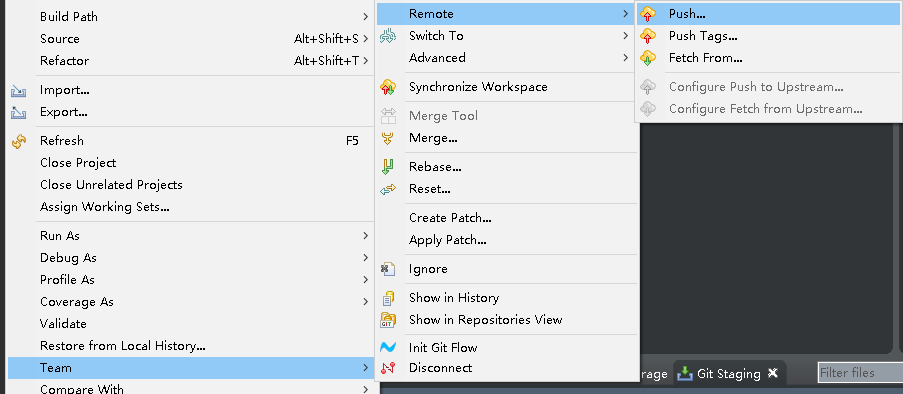 Build Path
Source Alt+Shift+S
Refactor Alt+Shift+T
Import...
Export...
Refresh F5
Close Project
Close Unrelated Projects
Assign Working Sets...
Run As
Debug As
Profile As
Coverage As
Validate
Restore from Local History...
Team
Compare With
Remote
Switch To
Advanced
Synchronize Workspace
Merge Tool
Merge...
Rebase...
Reset...
Create Patch...
Apply Patch...
Ignore
Show in History
Show in Repositories View
Init Git Flow
Disconnect
Push...
Push Tags...
Fetch From...
Configure Push to Upstream...
Configure Fetch from Upstream...
rage
Git Staging
Filter files
GIT